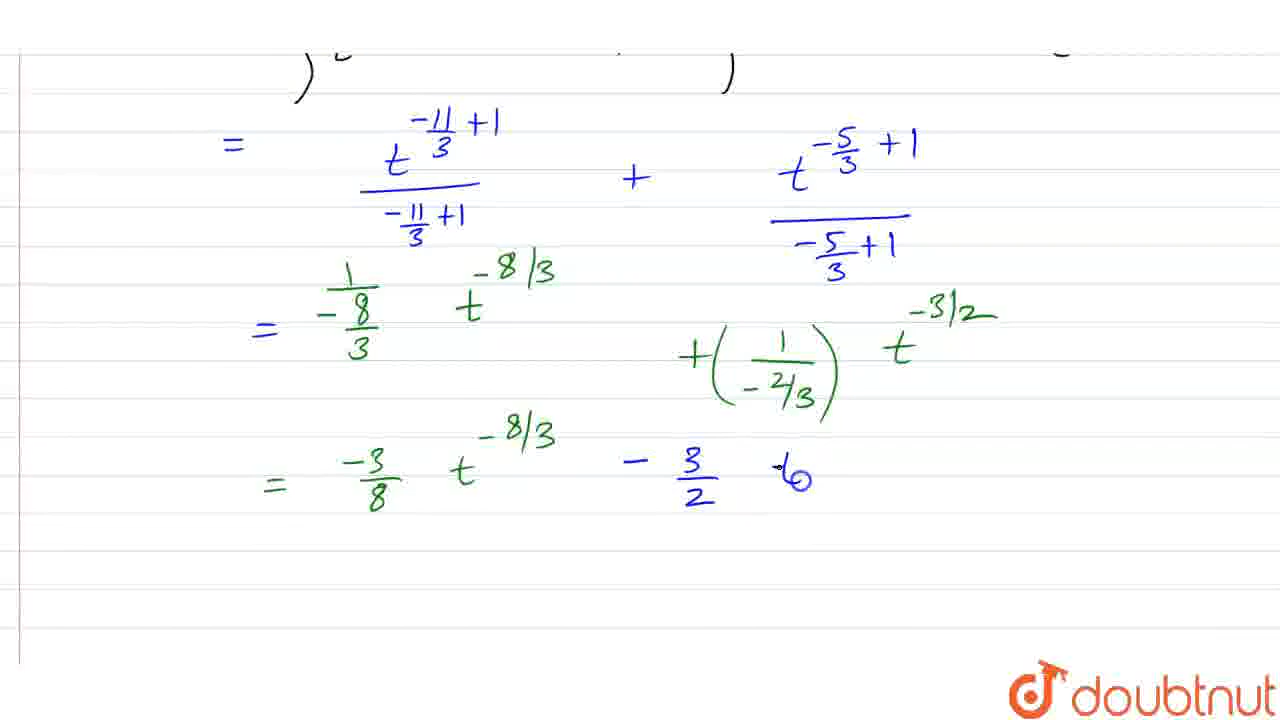 = t^(-11/3 + 1) / (-11/3 + 1) + t^(-5/3 + 1) / (-5/3 + 1)
= 1/(-8/3) t^(-8/3) + (1/(-2/3)) t^(-3/2)
= -3/8 t^(-8/3) - 3/2 t
doubtnut